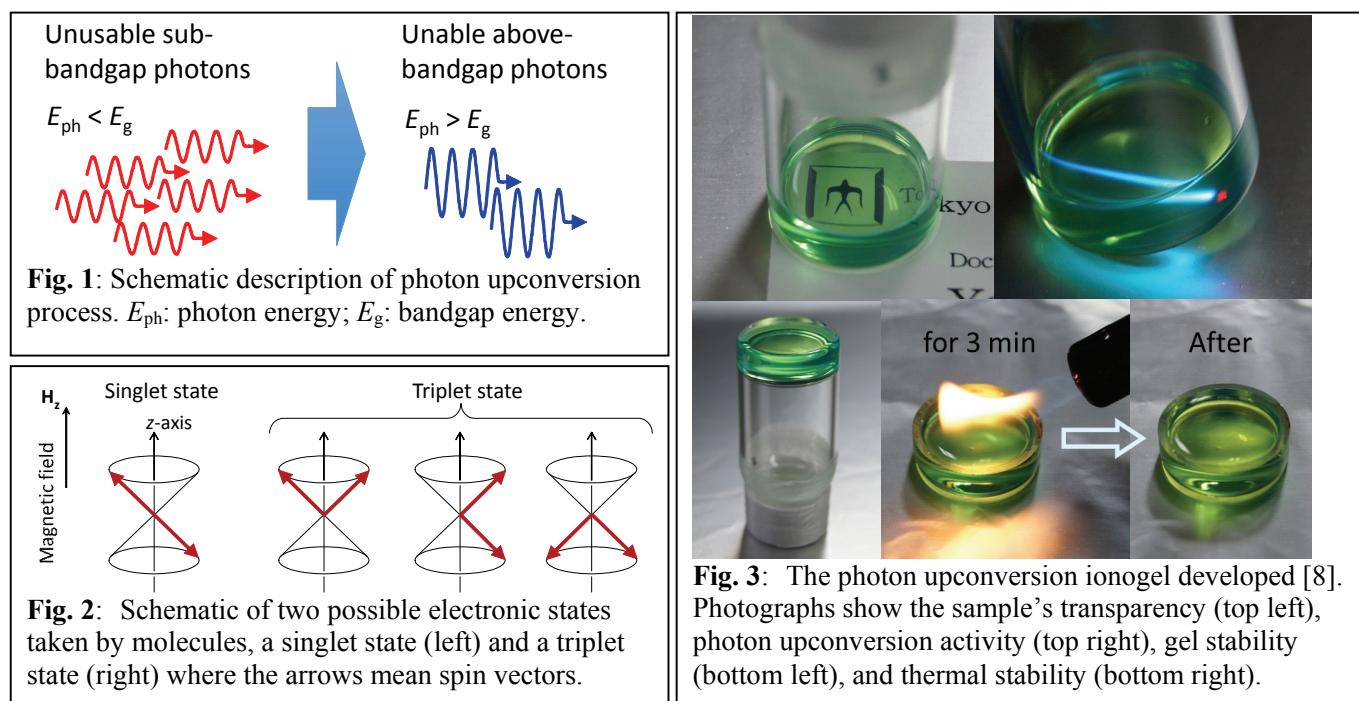 Unusable sub-
bandgap photons
Unable above-
bandgap photons
Eph < Eg
Eph > Eg
Fig. 1: Schematic description of photon upconversion
process. Eph: photon energy; Eg: bandgap energy.
Singlet state
Triplet state
Hz
z-axis
Magnetic field
Fig. 2: Schematic of two possible electronic states
taken by molecules, a singlet state (left) and a triplet
state (right) where the arrows mean spin vectors.
Tokyo
Doc
for 3 min
After
Fig. 3: The photon upconversion ionogel developed [8].
Photographs show the sample's transparency (top left),
photon upconversion activity (top right), gel stability
(bottom left), and thermal stability (bottom right).